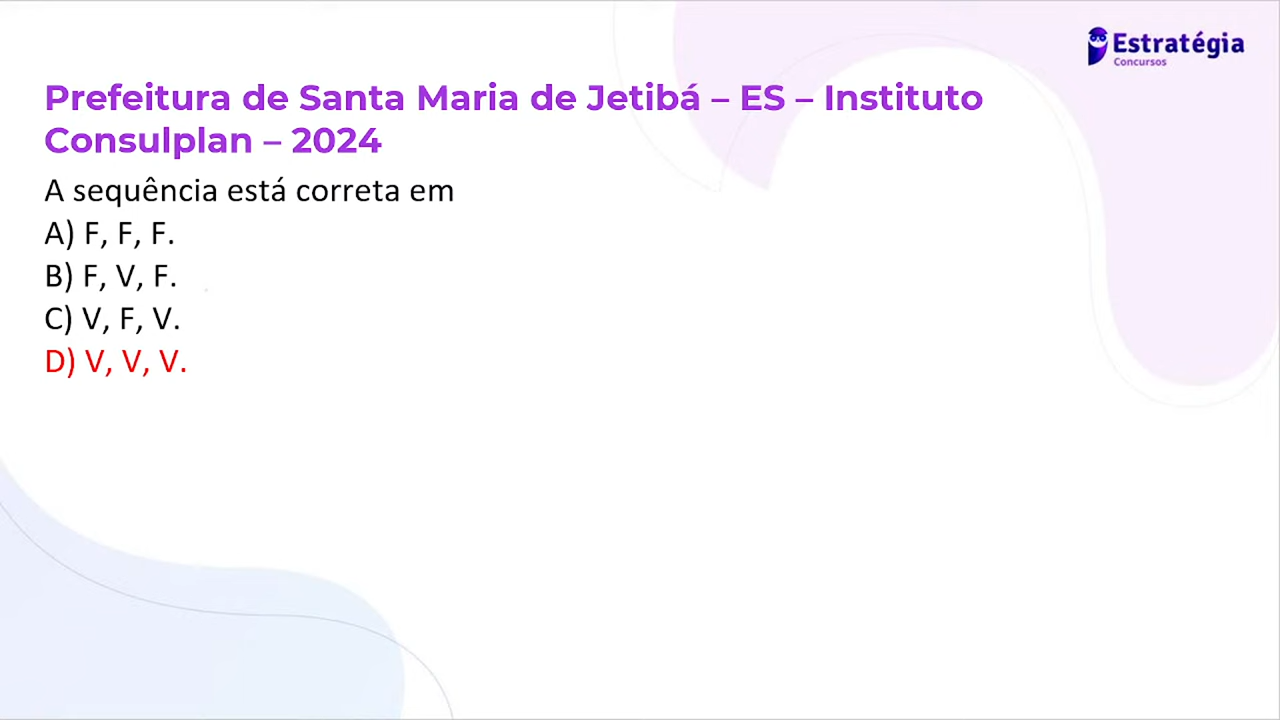 Estratégia
Concursos
Prefeitura de Santa Maria de Jetibá – ES – Instituto
Consulplan – 2024
A sequência está correta em
A) F, F, F.
B) F, V, F.
C) V, F, V.
D) V, V, V.